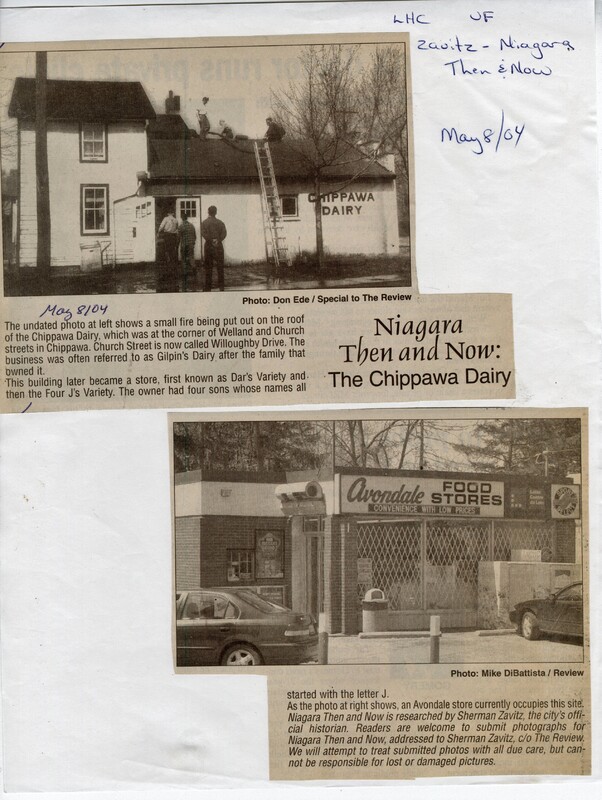 LHC VF
Zavitz - Niagara
Then & Now
May 8/04
CHIPPAWA
DAIRY
Photo: Don Ede / Special to The Review
May 8/04
The undated photo at left shows a small fire being put out on the roof
of the Chippawa Dairy, which was at the corner of Welland and Church
streets in Chippawa. Church Street is now called Willoughby Drive. The
business was often referred to as Gilpin's Dairy after the family that
owned it.
This building later became a store, first known as Dar's Variety and
then the Four J's Variety. The owner had four sons whose names all
Niagara
Then and Now:
The Chippawa Dairy
Avondale FOOD
STORES
CONVENIENCE WITH LOW PRICES
Photo: Mike DiBattista / Review
started with the letter J.
As the photo at right shows, an Avondale store currently occupies this site.
Niagara Then and Now is researched by Sherman Zavitz, the city's offi-
cial historian. Readers are welcome to submit photographs for
Niagara Then and Now, addressed to Sherman Zavitz, c/o The Review.
We will attempt to treat submitted photos with all due care, but can-
not be responsible for lost or damaged pictures.